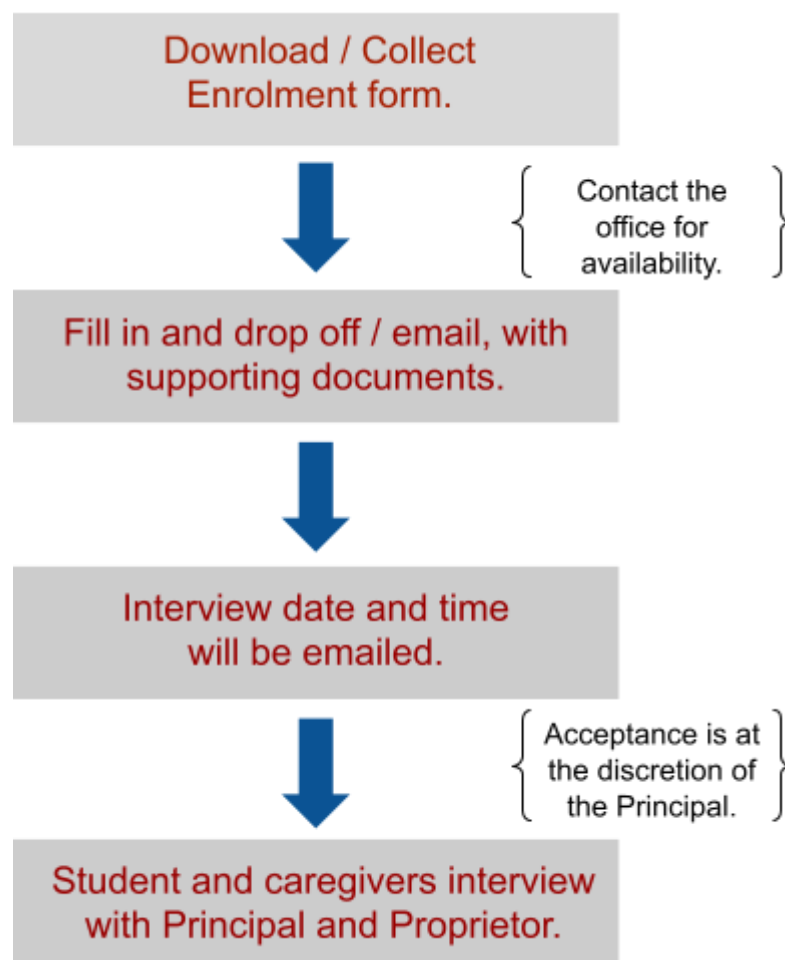 Download / Collect
Enrolment form.
Contact the
office for
availability.
Fill in and drop off / email, with
supporting documents.
Interview date and time
will be emailed.
Acceptance is at
the discretion of
the Principal.
Student and caregivers interview
with Principal and Proprietor.